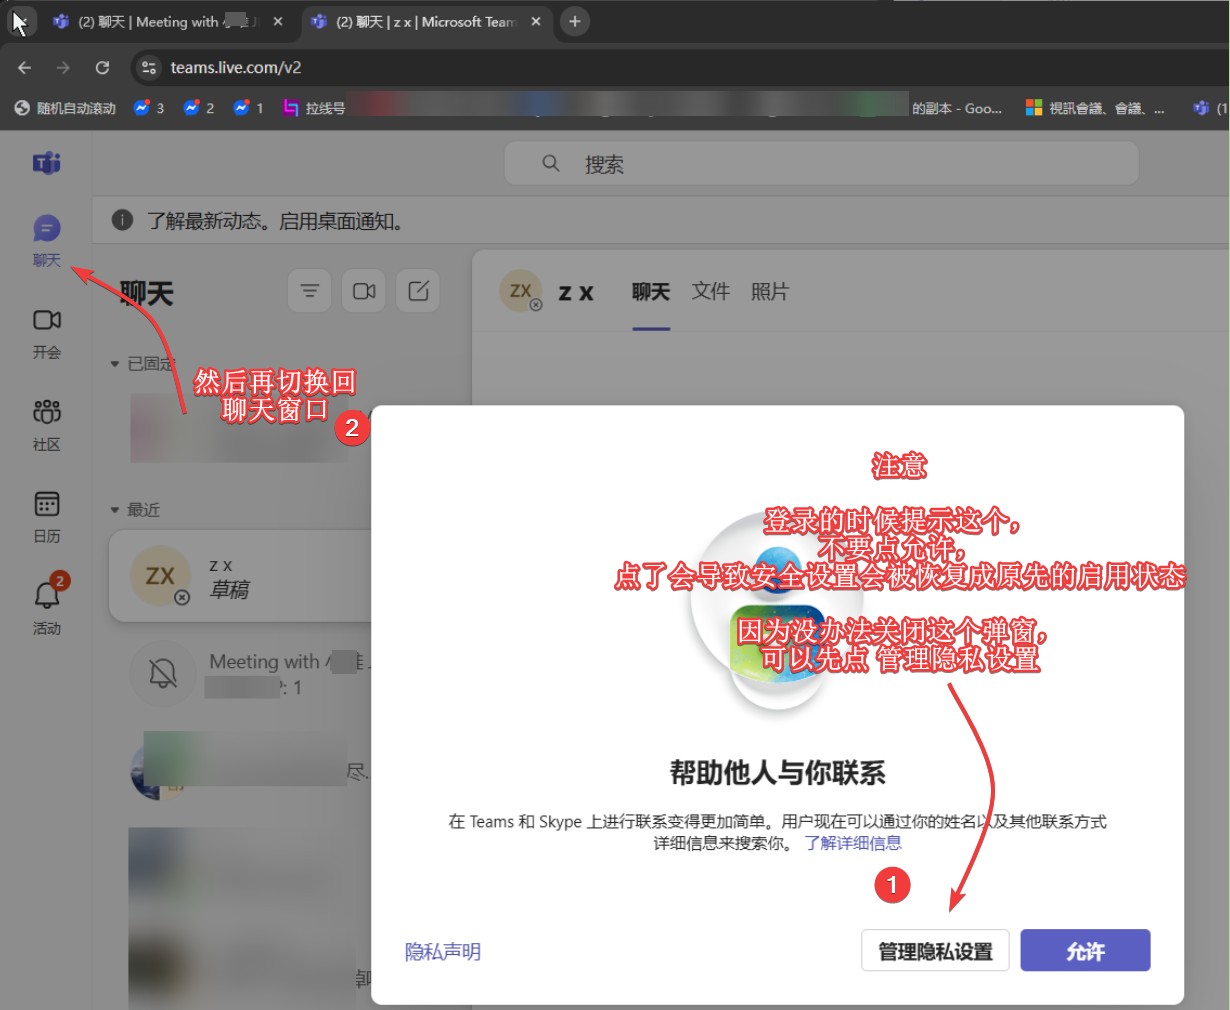 (2) 聊天 | Meeting with
(2) 聊天 | z x | Microsoft Team
teams.live.com/v2
随机自动滚动
3
2
1
拉线号
的副本 - Goo...
視訊會議、會議、...
(1
搜索
了解最新动态。启用桌面通知。
聊天
开会
社区
日历
2
活动
聊天
已固定
然后再切换回
聊天窗口
2
最近
ZX
z x
草稿
Meeting with
: 1
尽.
ZX
z x
聊天
文件
照片
注意
登录的时候提示这个，
不要点允许，
点了会导致安全设置会被恢复成原先的启用状态
因为没办法关闭这个弹窗，
可以先点 管理隐私设置
帮助他人与你联系
在 Teams 和 Skype 上进行联系变得更加简单。用户现在可以通过你的姓名以及其他联系方式
详细信息来搜索你。 了解详细信息
1
隐私声明
管理隐私设置
允许